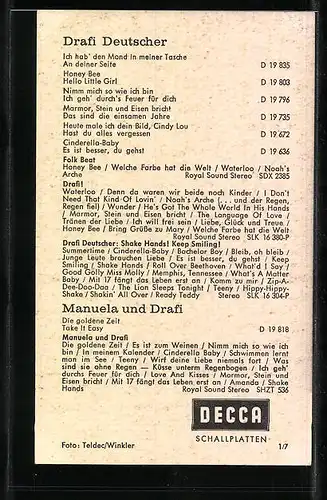 Drafi Deutscher
Ich hab' den Mond in meiner Tasche
An deiner Seite D 19 835
Honey Bee
Hello Little Girl D 19 803
Nimm mich so wie ich bin
Ich geh' durch's Feuer für dich D 19 796
Marmor, Stein und Eisen bricht
Das sind die einsamen Jahre D 19 735
Heute male ich dein Bild, Cindy Lou
Hast du alles vergessen D 19 672
Cinderella-Baby
Es ist besser, du gehst D 19 636
Folk Beat
Honey Bee / Welche Farbe hat die Welt / Waterloo / Noah's
Arche Royal Sound Stereo SDX 2385
Drafi!
Waterloo / Denn da waren wir beide noch Kinder / I Don't
Need That Kind Of Lovin' / Noah's Arche (... und der Regen,
Regen fiel) / Wunder / He's Got The Whole World In His Hands
/ Marmor, Stein und Eisen bricht / The Language Of Love /
Tränen der Liebe / Ich will frei sein / Liebe, Glück und Treue /
Honey Bee / Bring Grüße zu Mary / Welche Farbe hat die Welt
Royal Sound Stereo SLK 16 380-P
Drafi Deutscher: Shake Hands! Keep Smiling!
Summertime / Cinderella-Baby / Bachelor Boy / Bleib, oh bleib /
Junge Leute brauchen Liebe / Es ist besser, du gehst / Keep
Smiling / Shake Hands / Roll Over Beethoven / What'd I Say /
Good Golly Miss Molly / Memphis, Tennessee / What's A Matter
Baby / Mit 17 fängt das Leben erst an / Komm zu mir / Zip-A-
Dee-Doo-Daa / The Lion Sleeps Tonight / Teeny / Hippy-Hippy-
Shake / Shakin' All Over / Ready Teddy Stereo SLK 16 304-P
Manuela und Drafi
Die goldene Zeit
Take It Easy D 19 818
Manuela und Drafi
Die goldene Zeit / Es ist zum Weinen / Nimm mich so wie ich
bin / In meinem Kalender / Cinderella Baby / Schwimmen lernt
man im See / Teeny / Wirf deine Liebe niemals fort / Was
sind sie ohne Regen — Küsse unterm Regenbogen / Ich geh'
durchs Feuer für dich / Love And Kisses / Marmor, Stein und
Eisen bricht / Mit 17 fängt das Leben erst an / Amanda / Shake
Hands Royal Sound Stereo SHZT 536
DECCA
SCHALLPLATTEN
Foto: Teldec/Winkler 1/7